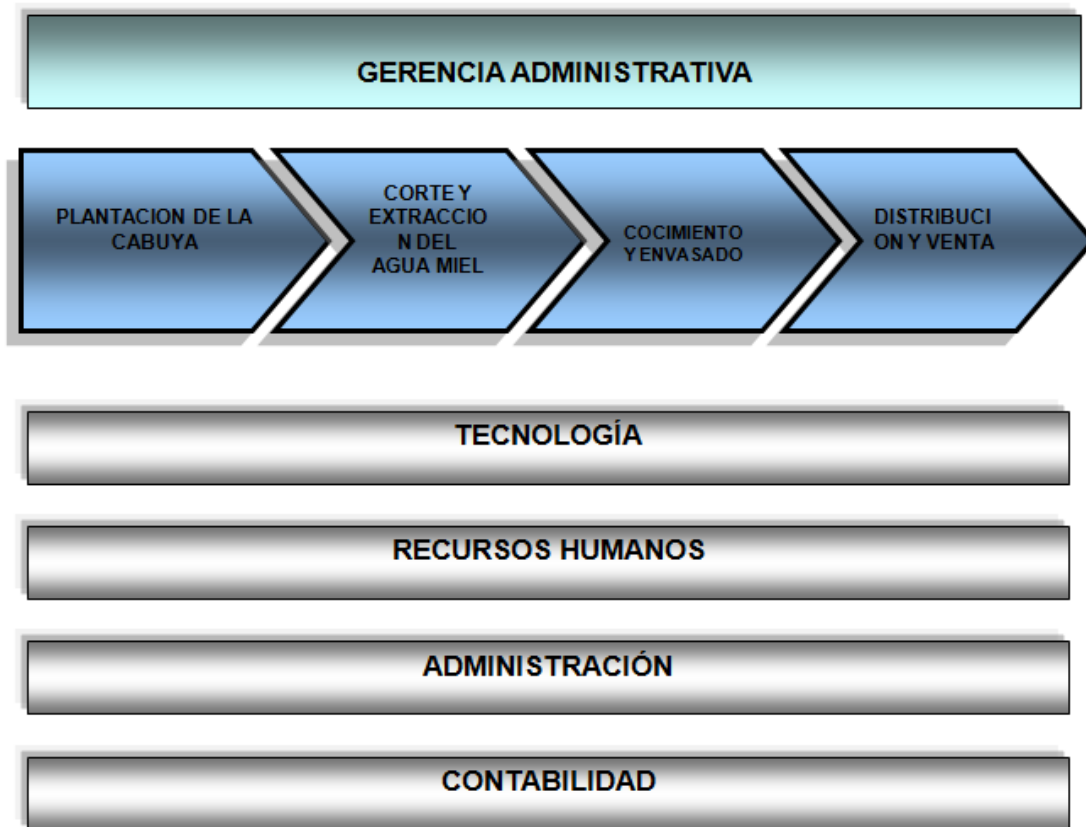 GERENCIA ADMINISTRATIVA
PLANTACION DE LA
CABUYA
CORTE Y
EXTRACCIO
N DEL
AGUA MIEL
COCIMIENTO
Y ENVASADO
DISTRIBUCI
ON Y VENTA
TECNOLOGÍA
RECURSOS HUMANOS
ADMINISTRACIÓN
CONTABILIDAD